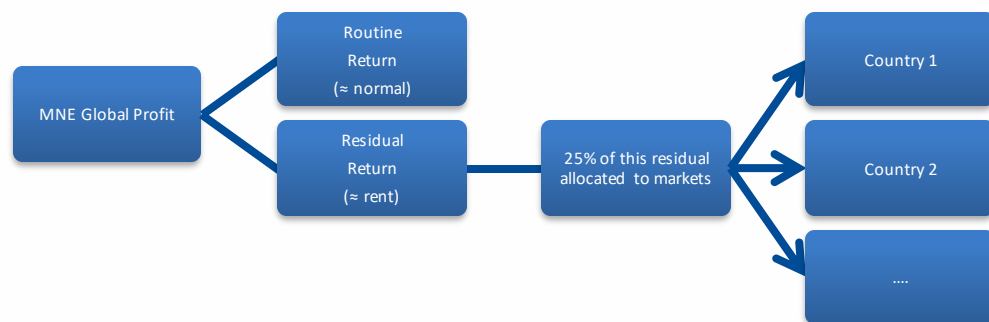 MNE Global Profit
Routine
Return
(≈ normal)
Residual
Return
(≈ rent)
25% of this residual
allocated to markets
Country 1
Country 2
....